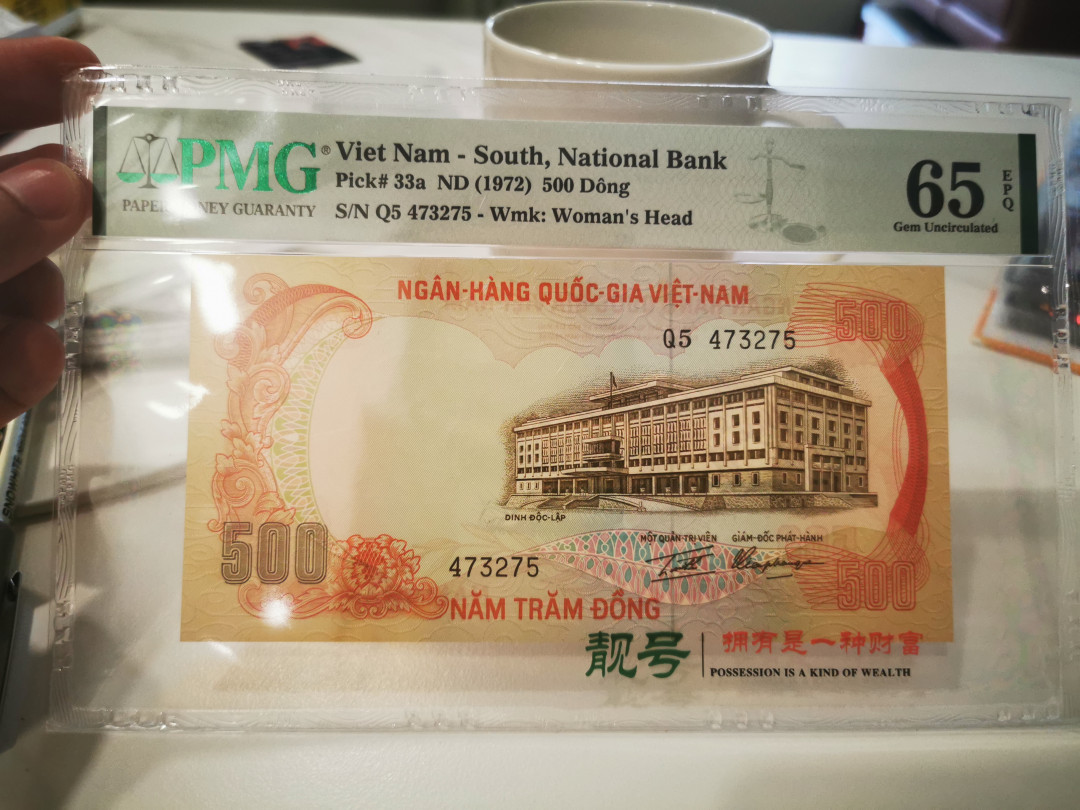 PMG® Viet Nam - South, National Bank
Pick# 33a ND (1972) 500 Dông
S/N Q5 473275 - Wmk: Woman's Head
65
EPQ
Gem Uncirculated
NGÂN-HÀNG QUỐC-GIA VIỆT-NAM
500
Q5 473275
DINH ĐỘC-LẬP
MỘT QUẢN-TRỊ-VIÊN GIÁM-ĐỐC PHÁT-HÀNH
500
473275
500
NĂM TRĂM ĐỒNG
靓号
拥有是一种财富
POSSESSION IS A KIND OF WEALTH